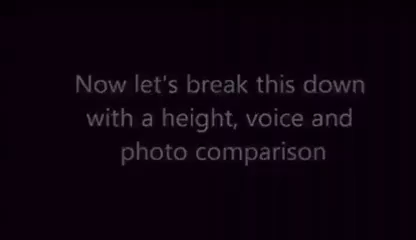 Now let's break this down
with a height, voice and
photo comparison